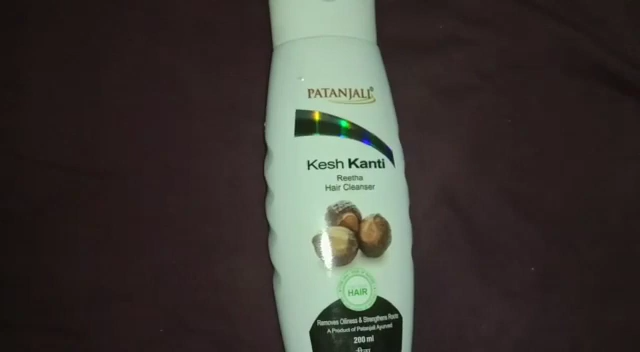 PATANJALI®
Kesh Kanti
Reetha
Hair Cleanser
HAIR
Removes Oiliness & Strengthens Roots
A Product of Patanjali Ayurved
200 ml
रीठा